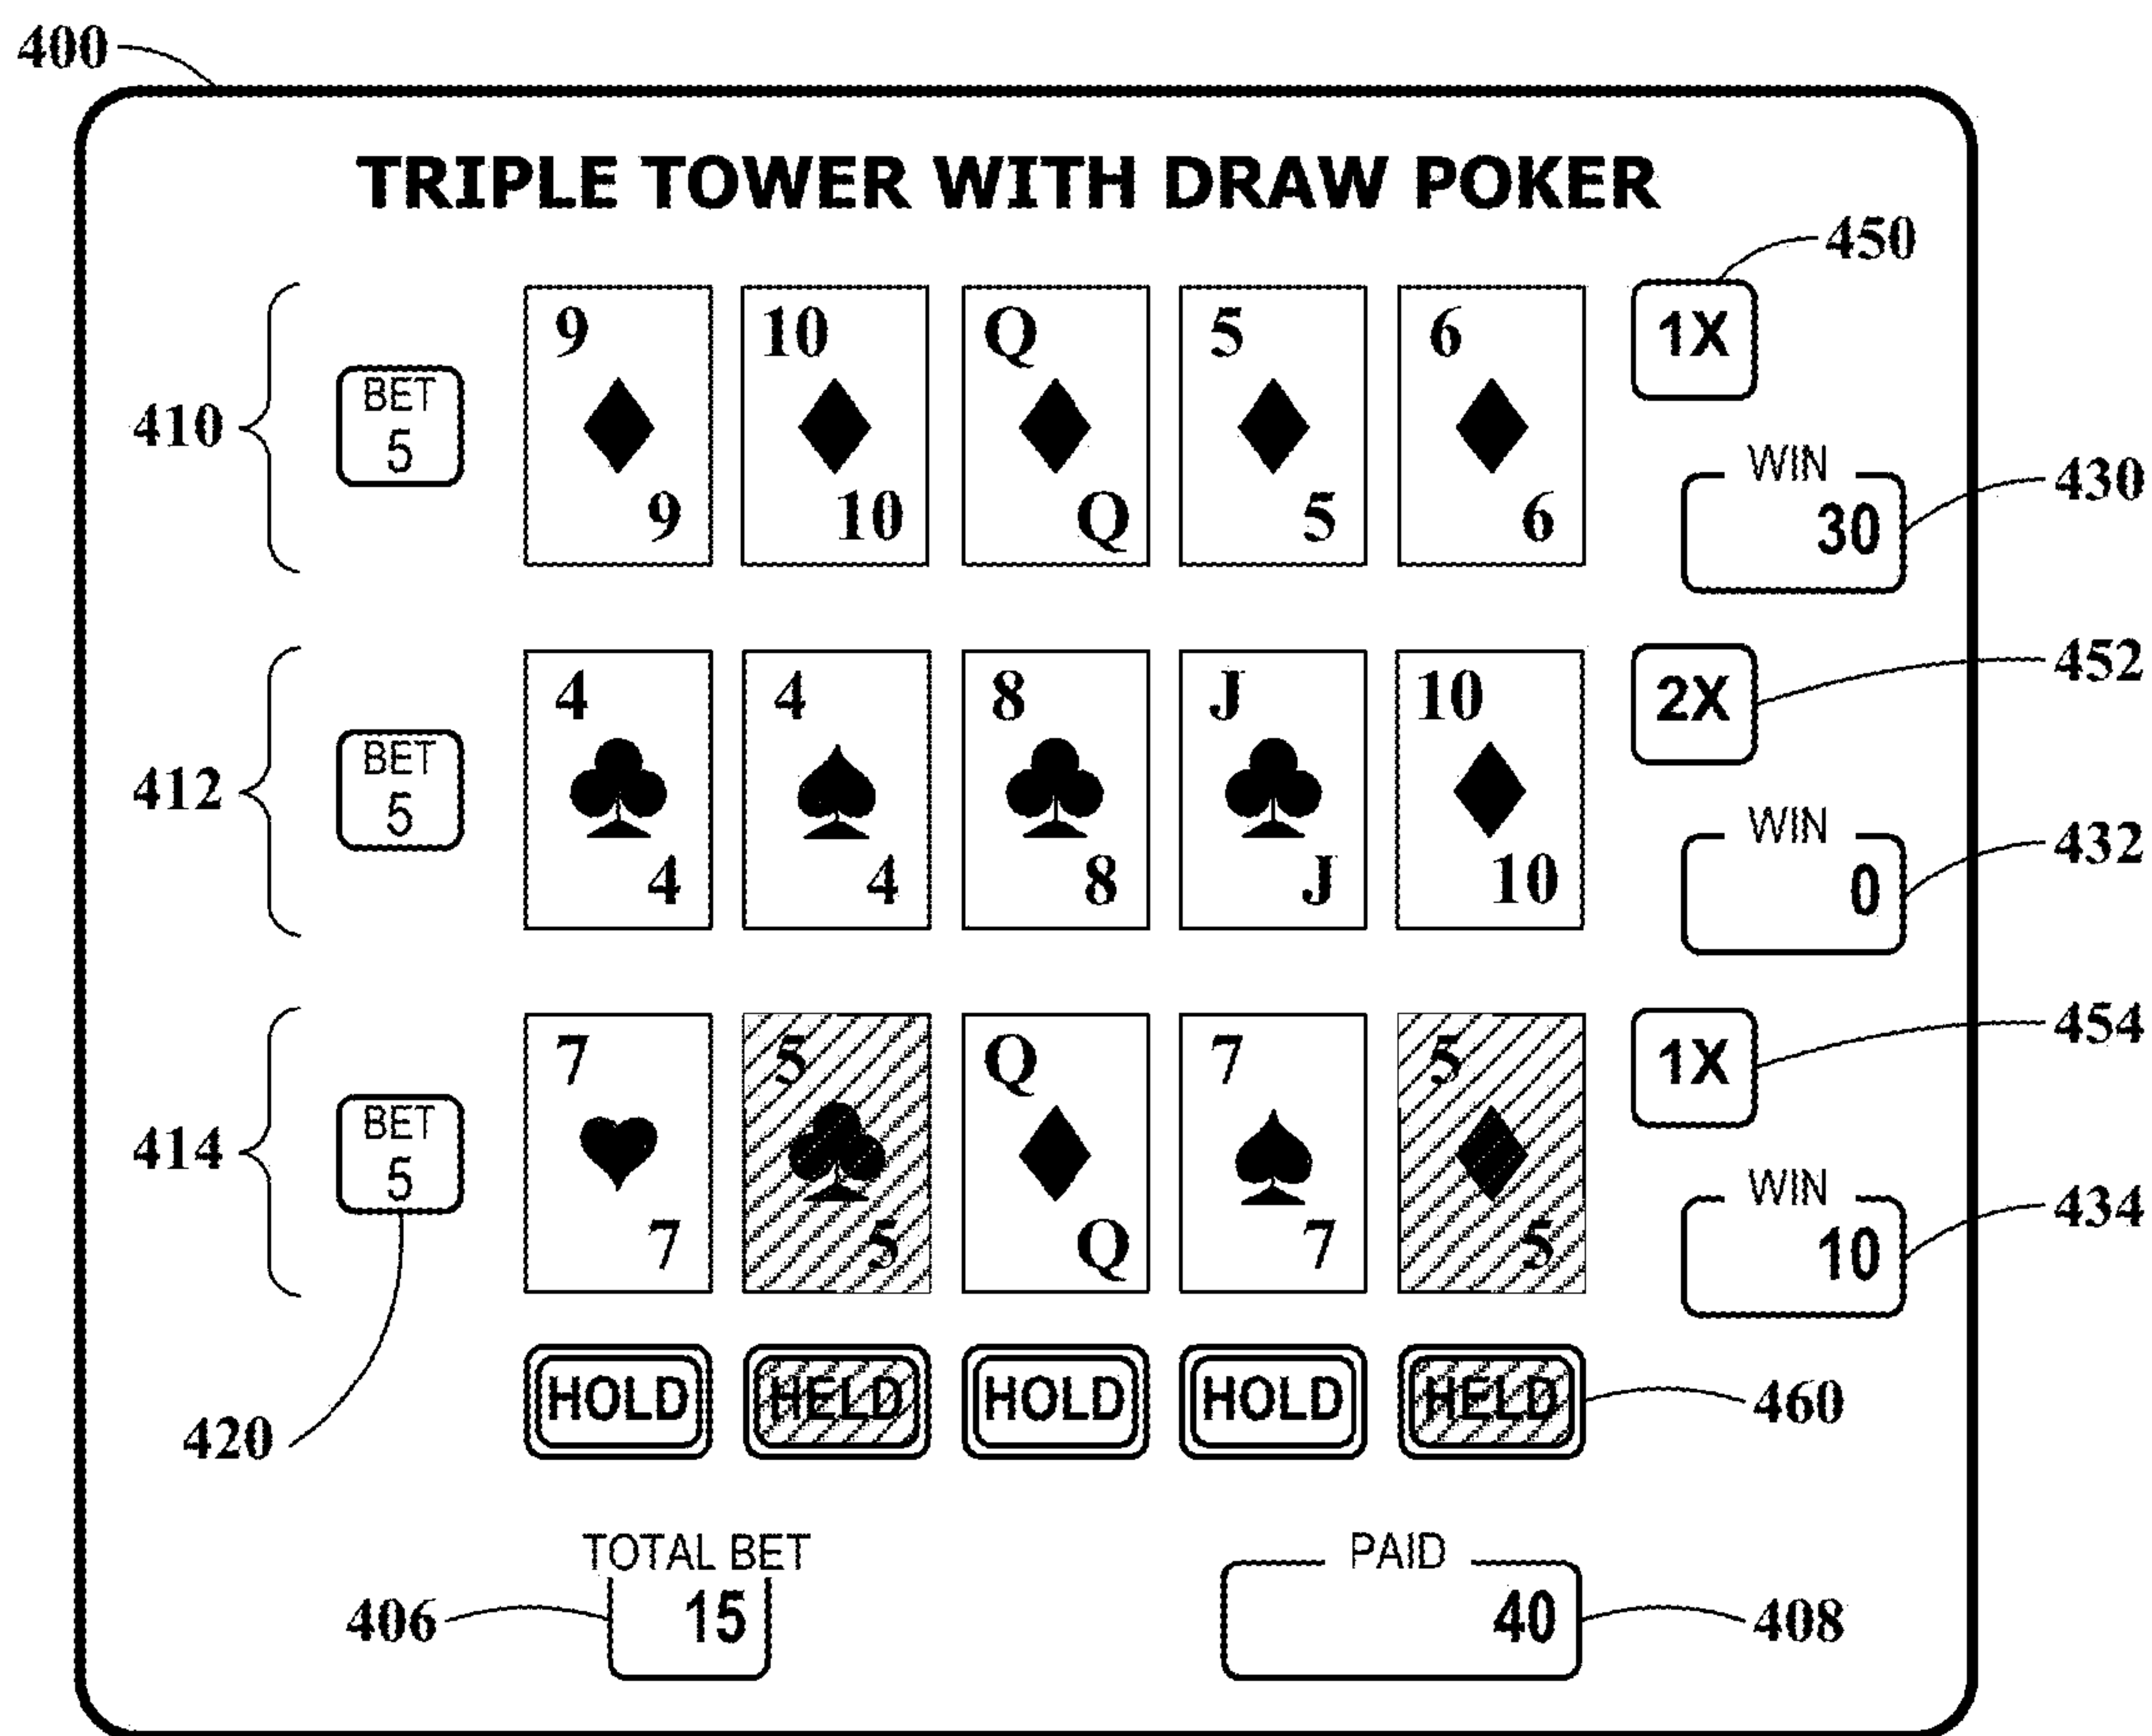 400
TRIPLE TOWER WITH DRAW POKER
450
9 10 Q 5 6 1X
BET
410 5
WIN
430
30
9 10 Q 5 6
452
4 4 8 J 10 2X
BET
412 5
WIN
432
0
4 4 8 J 10
454
7 5 Q 7 5 1X
BET
414 5
WIN
434
10
7 5 Q 7 5
HOLD HELD HOLD HOLD HELD 460
420
TOTAL BET PAID
406 15 40 408